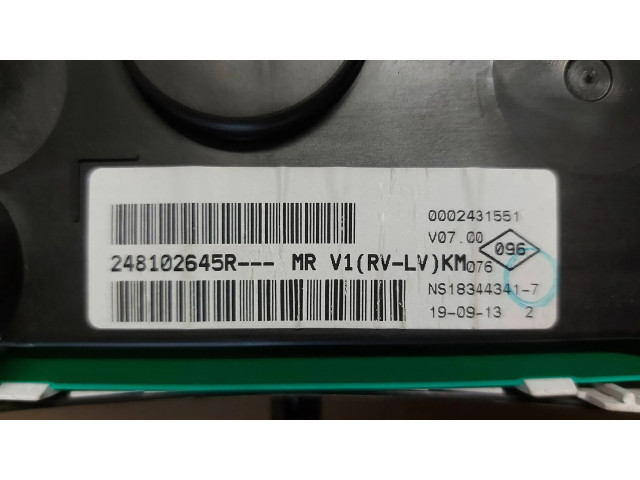 0002431551
V07.00
096
248102645R--- MR V1(RV-LV)KM
076
NS18344341-7
19-09-13 2